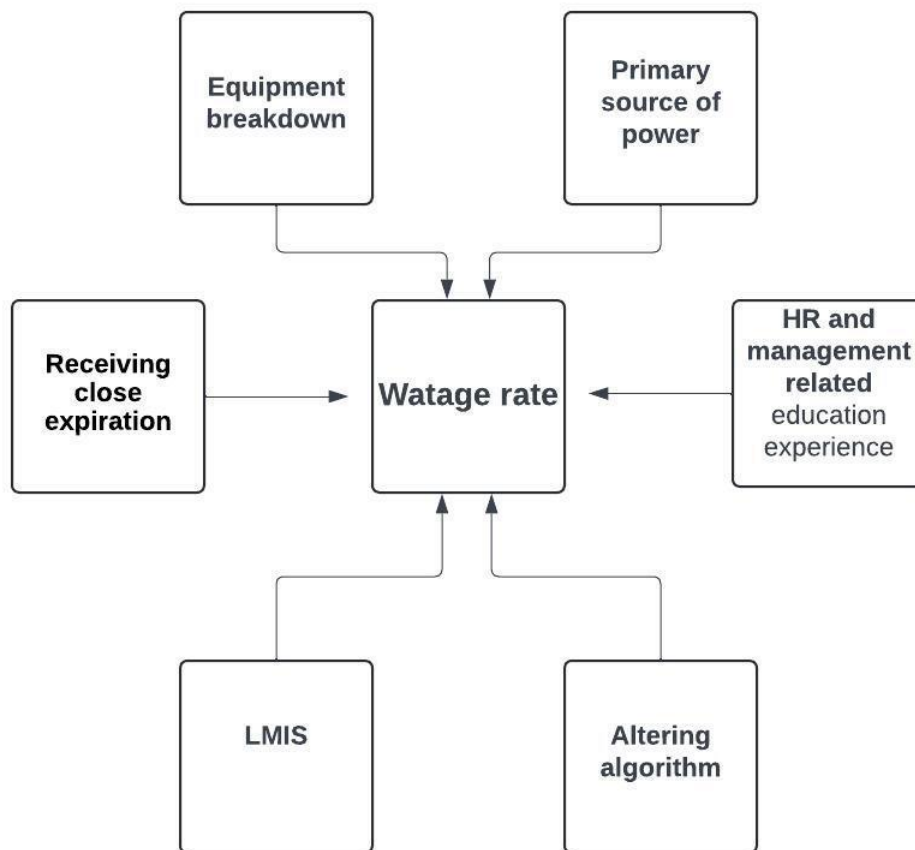 Equipment
breakdown
Primary
source of
power
Receiving
close
expiration
Watage rate
HR and
management
related
education
experience
LMIS
Altering
algorithm